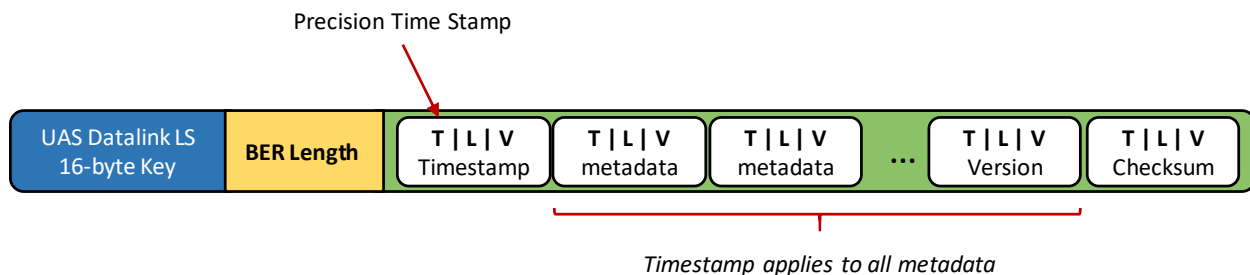 Precision Time Stamp
UAS Datalink LS
16-byte Key
BER Length
T | L | V
Timestamp
T | L | V
metadata
T | L | V
metadata
...
T | L | V
Version
T | L | V
Checksum
Timestamp applies to all metadata